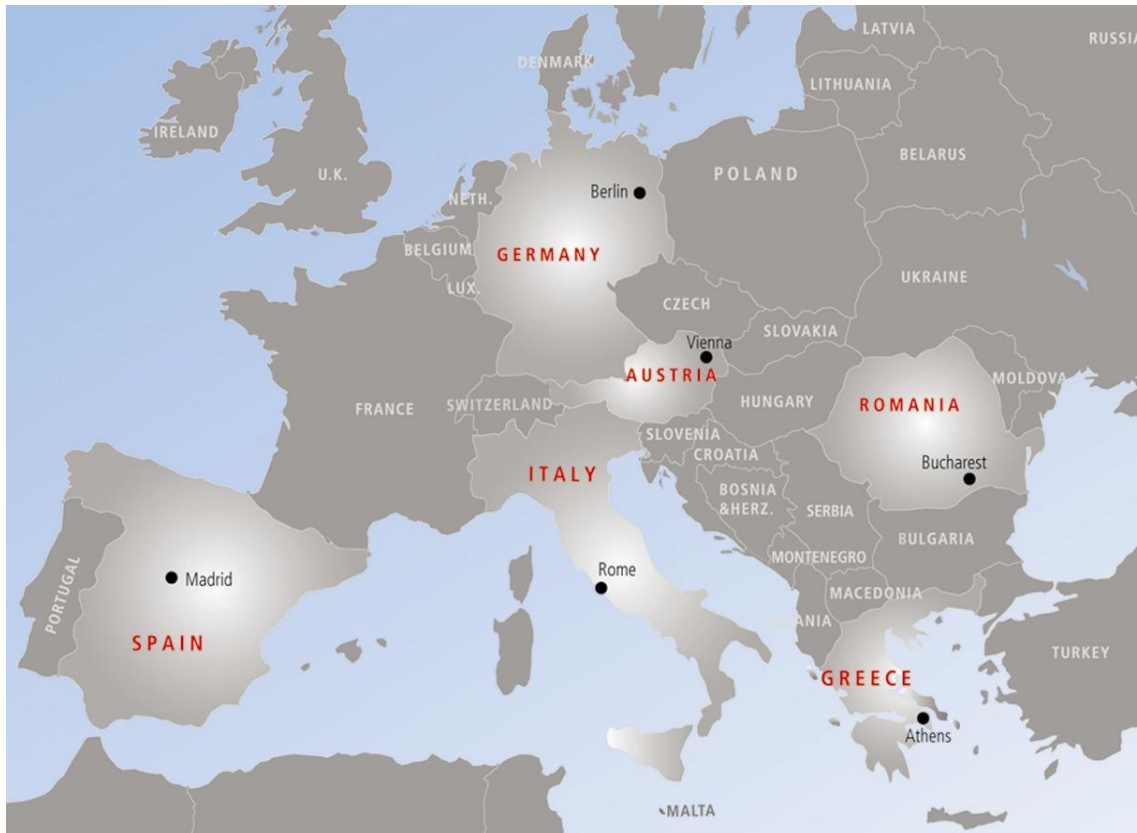 LATVIA
RUSSIA
DENMARK
LITHUANIA
IRELAND
BELARUS
U.K.
POLAND
Berlin
NETH.
BELGIUM
GERMANY
UKRAINE
LUX.
CZECH
SLOVAKIA
Vienna
AUSTRIA
MOLDOVA
SWITZERLAND
HUNGARY
ROMANIA
FRANCE
SLOVENIA
CROATIA
Bucharest
ITALY
BOSNIA
&HERZ.
SERBIA
BULGARIA
MONTENEGRO
Rome
Madrid
MACEDONIA
PORTUGAL
ANIA
SPAIN
TURKEY
GREECE
Athens
MALTA